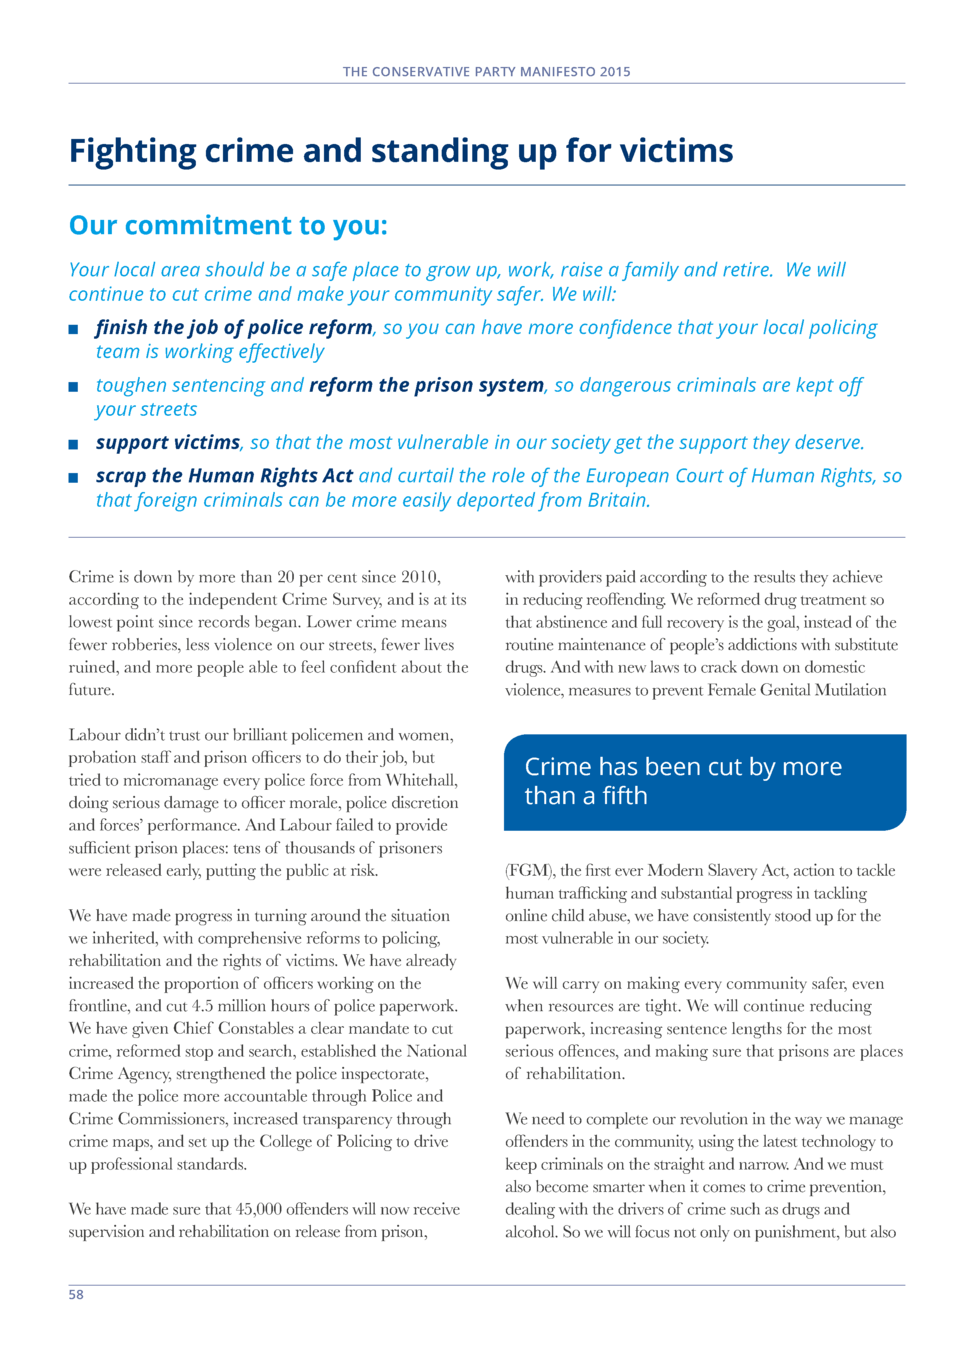 THE CONSERVATIVE PARTY MANIFESTO 2015
Fighting crime and standing up for victims
Our commitment to you:
Your local area should be a safe place to grow up, work, raise a family and retire.  We will
continue to cut crime and make your community safer. We will:
■ finish the job of police reform, so you can have more confidence that your local policing
team is working effectively
■ toughen sentencing and reform the prison system, so dangerous criminals are kept off
your streets
■ support victims, so that the most vulnerable in our society get the support they deserve.
■ scrap the Human Rights Act and curtail the role of the European Court of Human Rights, so
that foreign criminals can be more easily deported from Britain.
Crime is down by more than 20 per cent since 2010,
according to the independent Crime Survey, and is at its
lowest point since records began. Lower crime means
fewer robberies, less violence on our streets, fewer lives
ruined, and more people able to feel confident about the
future.
Labour didn’t trust our brilliant policemen and women,
probation staff and prison officers to do their job, but
tried to micromanage every police force from Whitehall,
doing serious damage to officer morale, police discretion
and forces’ performance. And Labour failed to provide
sufficient prison places: tens of thousands of prisoners
were released early, putting the public at risk.
We have made progress in turning around the situation
we inherited, with comprehensive reforms to policing,
rehabilitation and the rights of victims. We have already
increased the proportion of officers working on the
frontline, and cut 4.5 million hours of police paperwork.
We have given Chief Constables a clear mandate to cut
crime, reformed stop and search, established the National
Crime Agency, strengthened the police inspectorate,
made the police more accountable through Police and
Crime Commissioners, increased transparency through
crime maps, and set up the College of Policing to drive
up professional standards.
We have made sure that 45,000 offenders will now receive
supervision and rehabilitation on release from prison,
with providers paid according to the results they achieve
in reducing reoffending. We reformed drug treatment so
that abstinence and full recovery is the goal, instead of the
routine maintenance of people’s addictions with substitute
drugs. And with new laws to crack down on domestic
violence, measures to prevent Female Genital Mutilation
Crime has been cut by more
than a fifth
(FGM), the first ever Modern Slavery Act, action to tackle
human trafficking and substantial progress in tackling
online child abuse, we have consistently stood up for the
most vulnerable in our society.
We will carry on making every community safer, even
when resources are tight. We will continue reducing
paperwork, increasing sentence lengths for the most
serious offences, and making sure that prisons are places
of rehabilitation.
We need to complete our revolution in the way we manage
offenders in the community, using the latest technology to
keep criminals on the straight and narrow. And we must
also become smarter when it comes to crime prevention,
dealing with the drivers of crime such as drugs and
alcohol. So we will focus not only on punishment, but also
58